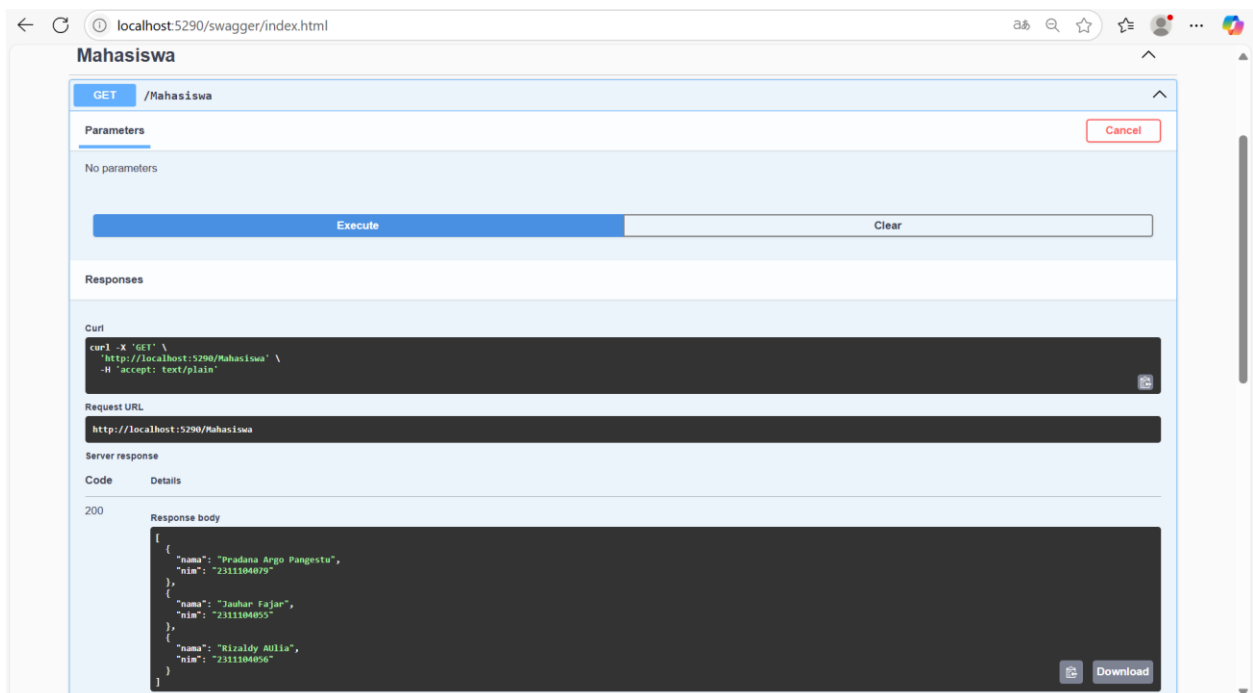 localhost:5290/swagger/index.html
Mahasiswa
GET /Mahasiswa
Parameters
Cancel
No parameters
Execute
Clear
Responses
Curl
curl -X 'GET' \
'http://localhost:5290/Mahasiswa' \
-H 'accept: text/plain'
Request URL
http://localhost:5290/Mahasiswa
Server response
Code Details
200
Response body
[
{
"nama": "Pradana Argo Pangestu",
"nim": "2311104079"
},
{
"nama": "Jauhar Fajar",
"nim": "2311104055"
},
{
"nama": "Rizaldy AUlia",
"nim": "2311104056"
}
]
Download